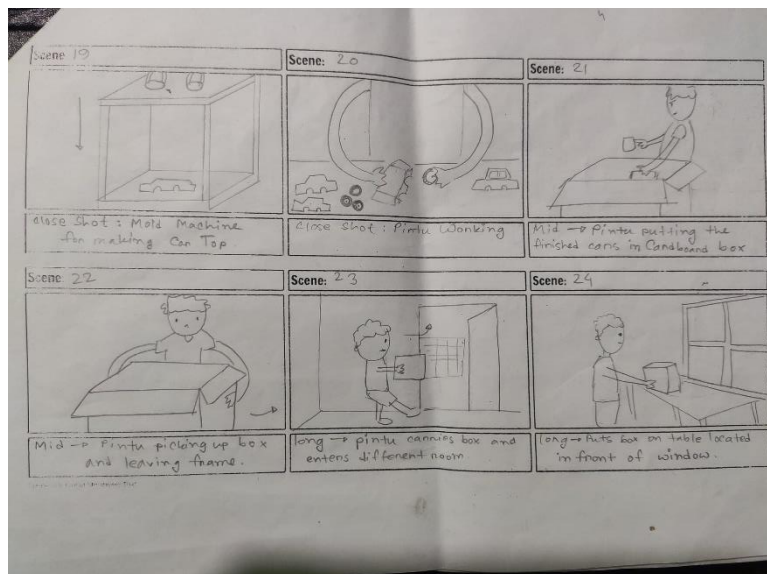 Scene 19
Scene: 20
Scene: 21
Close Shot : Mold Machine
for making Car Top.
Close Shot : Pintu Working
Mid → Pintu putting the
finished cars in Cardboard box
Scene 22
Scene: 23
Scene: 24
Mid → Pintu picking up box
and leaving frame.
long → pintu carries box and
enters different room
long → Puts box on table located
in front of window.